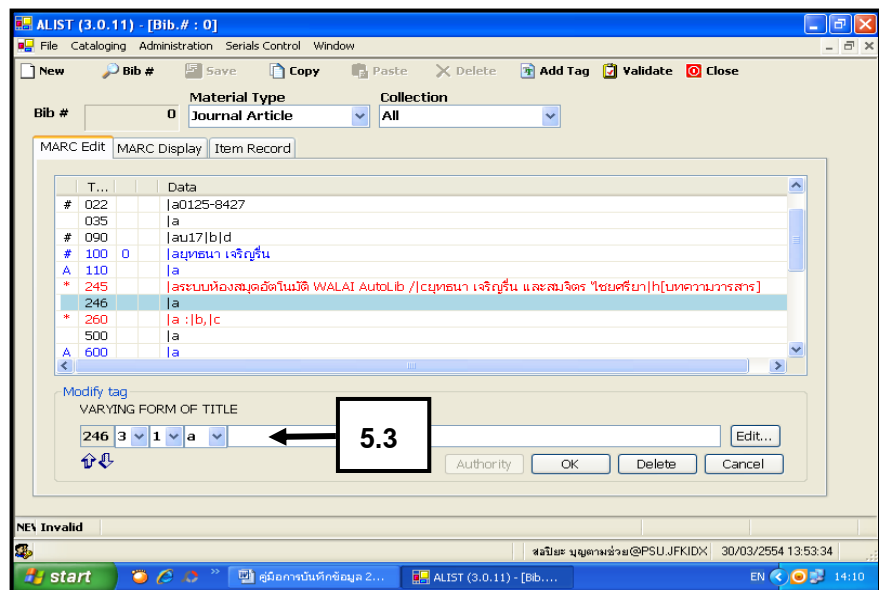 ALIST (3.0.11) - [Bib.# : 0]
File Cataloging Administration Serials Control Window
New Bib # Save Copy Paste Delete Add Tag Validate Close
Material Type Collection
Bib # 0 Journal Article All
MARC Edit MARC Display Item Record
T... Data
# 022 |a0125-8427
035 |a
# 090 |aน17|b|d
# 100 0 |aยุทธนา เจริญรื่น
A 110 |a
* 245 |aระบบห้องสมุดอัตโนมัติ WALAI AutoLib /|cยุทธนา เจริญรื่น และสมจิตร ไชยศรียา|h[บทความวารสาร]
246 |a
* 260 |a :|b,|c
500 |a
A 600 |a
Modify tag
VARYING FORM OF TITLE
246 3 1 a Edit...
5.3
Authority OK Delete Cancel
NEW Invalid
สลปิยะ บุญตามช่วย@PSU.JFKIDX 30/03/2554 13:53:34
start คู่มือการบันทึกข้อมูล 2... ALIST (3.0.11) - [Bib.... EN 14:10